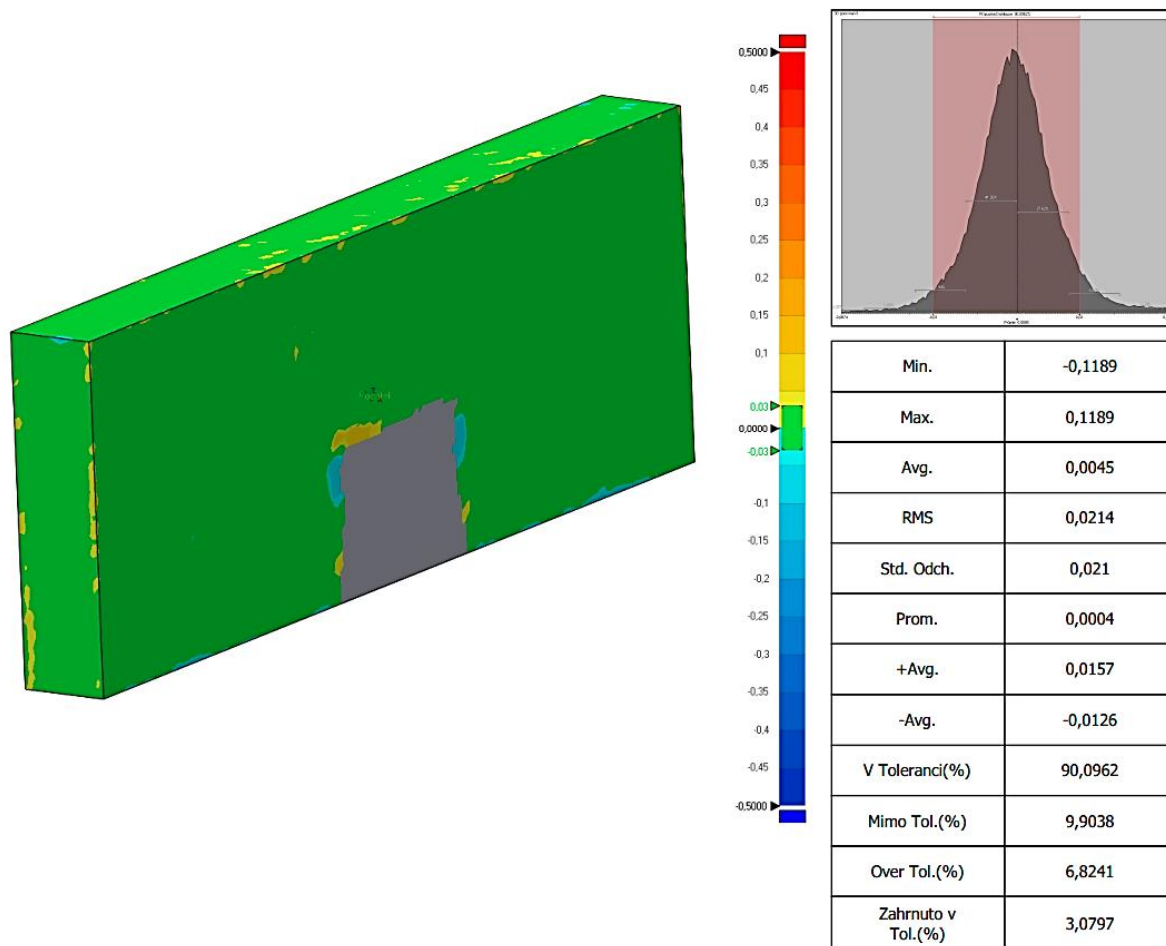 0,5000
0,45
0,4
0,35
0,3
0,25
0,2
0,15
0,1
0,03
0,0000
-0,03
-0,1
-0,15
-0,2
-0,25
-0,3
-0,35
-0,4
-0,45
-0,5000
Min. -0,1189
Max. 0,1189
Avg. 0,0045
RMS 0,0214
Std. Odch. 0,021
Prom. 0,0004
+Avg. 0,0157
-Avg. -0,0126
V Toleranci(%) 90,0962
Mimo Tol.(%) 9,9038
Over Tol.(%) 6,8241
Zahrnuto v
Tol.(%) 3,0797